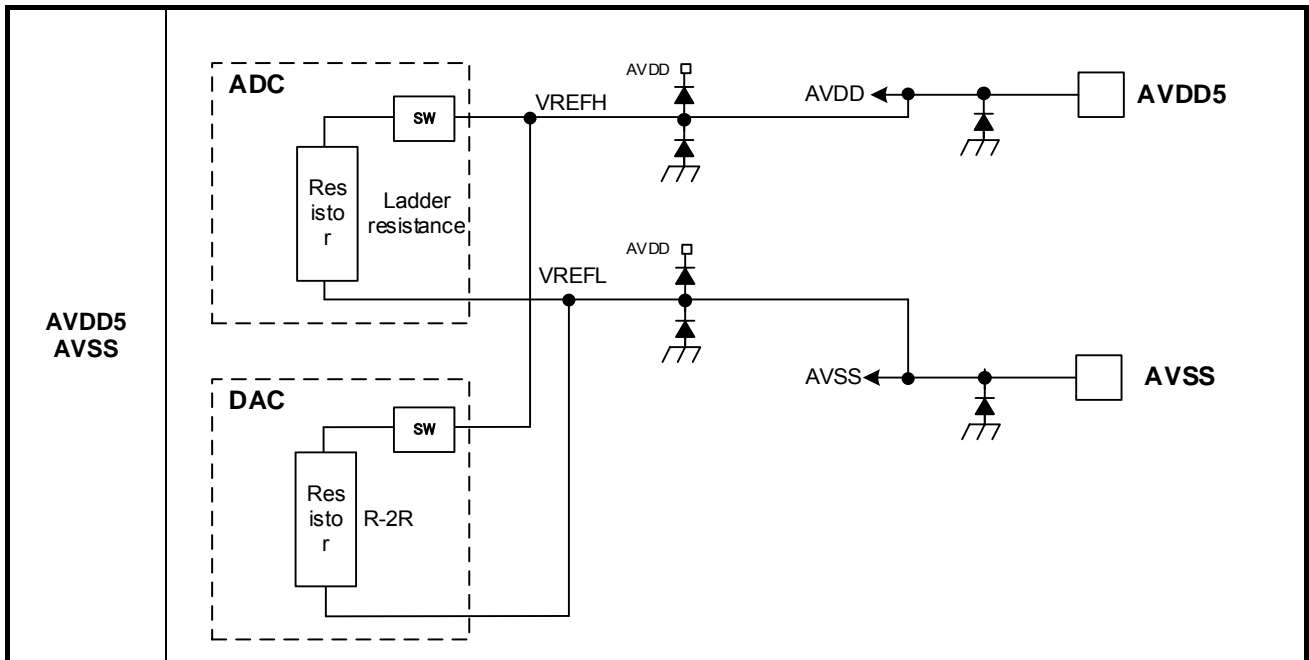 AVDD5
AVSS
ADC
SW
Res
isto
r
Ladder
resistance
VREFH
AVDD
AVDD
AVDD5
VREFL
AVDD
AVSS
AVSS
DAC
SW
Res
isto
r
R-2R